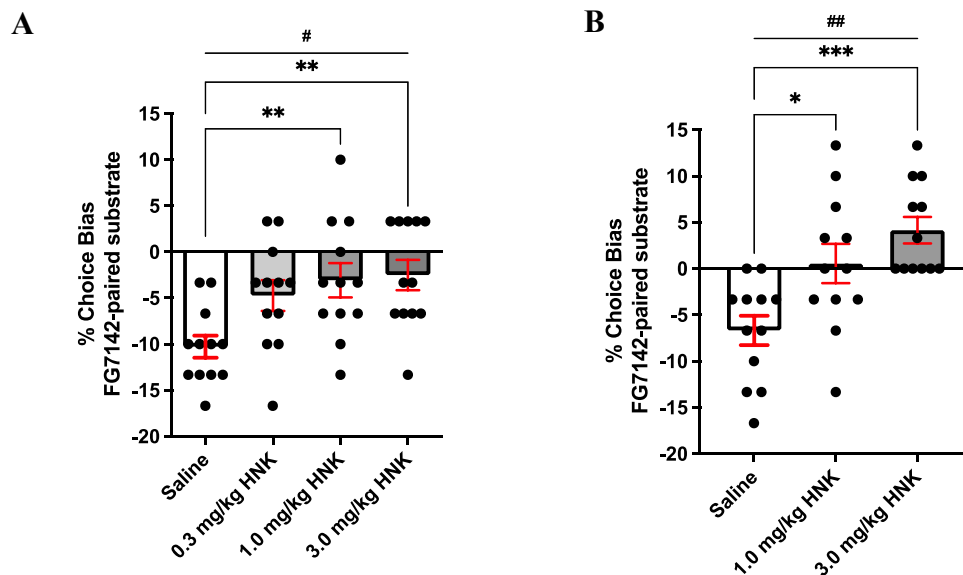 A
#
**
**
% Choice Bias
FG7142-paired substrate
15
10
5
0
-5
-10
-15
-20
Saline
0.3 mg/kg HNK
1.0 mg/kg HNK
3.0 mg/kg HNK
B
##
***
*
% Choice Bias
FG7142-paired substrate
15
10
5
0
-5
-10
-15
-20
Saline
1.0 mg/kg HNK
3.0 mg/kg HNK